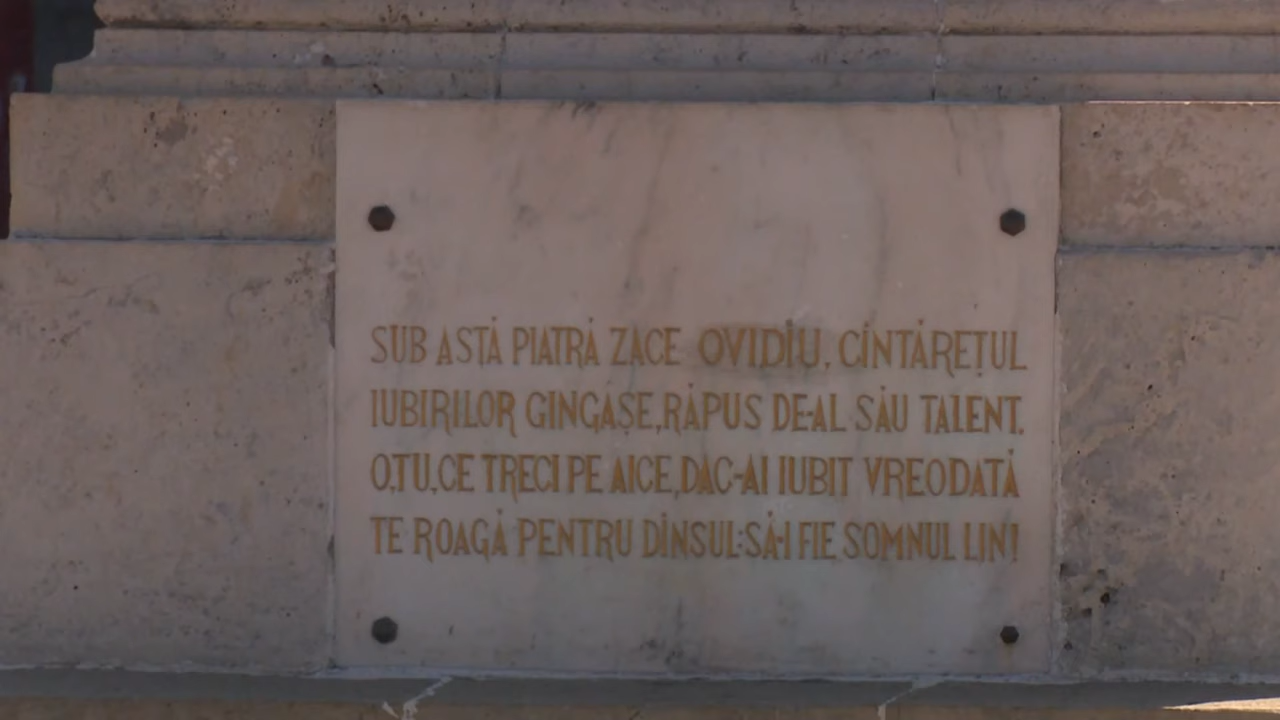 SUB ASTĂ PIATRĂ ZACE OVIDIU, CÎNTĂREȚUL
IUBIRILOR GINGAȘE, RĂPUS DE-AL SĂU TALENT.
O, TU, CE TRECI PE AICE, DAC-AI IUBIT VREODATĂ
TE ROAGĂ PENTRU DÎNSUL: SĂ-I FIE SOMNUL LIN!